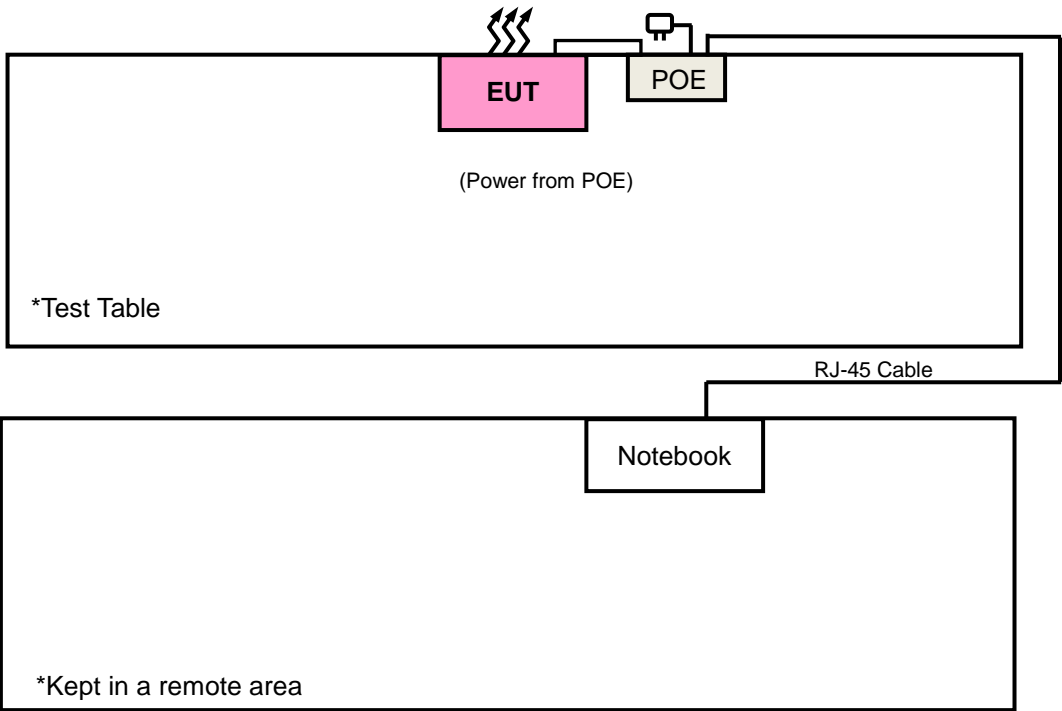 EUT
POE
(Power from POE)
*Test Table
RJ-45 Cable
Notebook
*Kept in a remote area